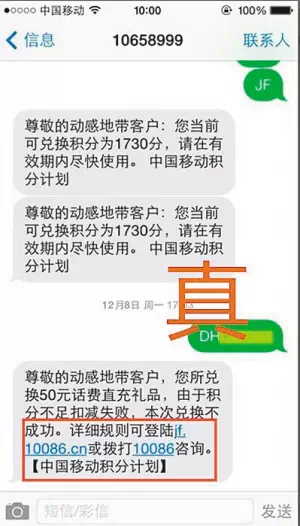 中国移动 10:00 100%
信息 10658999 联系人
JF
尊敬的动感地带客户：您当前
可兑换积分为1730分，请在有
效期内尽快使用。 中国移动
积分计划
尊敬的动感地带客户：您当前
可兑换积分为1730分，请在有
效期内尽快使用。 中国移动
积分计划
12月8日 周一
真
DH
尊敬的动感地带客户，您所兑
换50元话费直充礼品，由于积
分不足扣减失败，本次兑换不
成功。详细规则可登陆jf.
10086.cn或拨打10086咨询。
【中国移动积分计划】
短信/彩信 发送